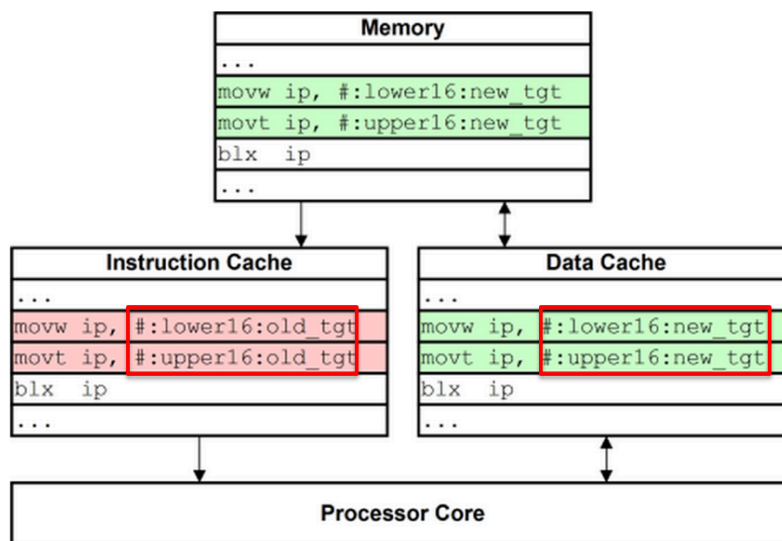 Memory
...
movw ip, #:lower16:new_tgt
movt ip, #:upper16:new_tgt
blx ip
...
Instruction Cache
...
movw ip, #:lower16:old_tgt
movt ip, #:upper16:old_tgt
blx ip
...
Data Cache
...
movw ip, #:lower16:new_tgt
movt ip, #:upper16:new_tgt
blx ip
...
Processor Core